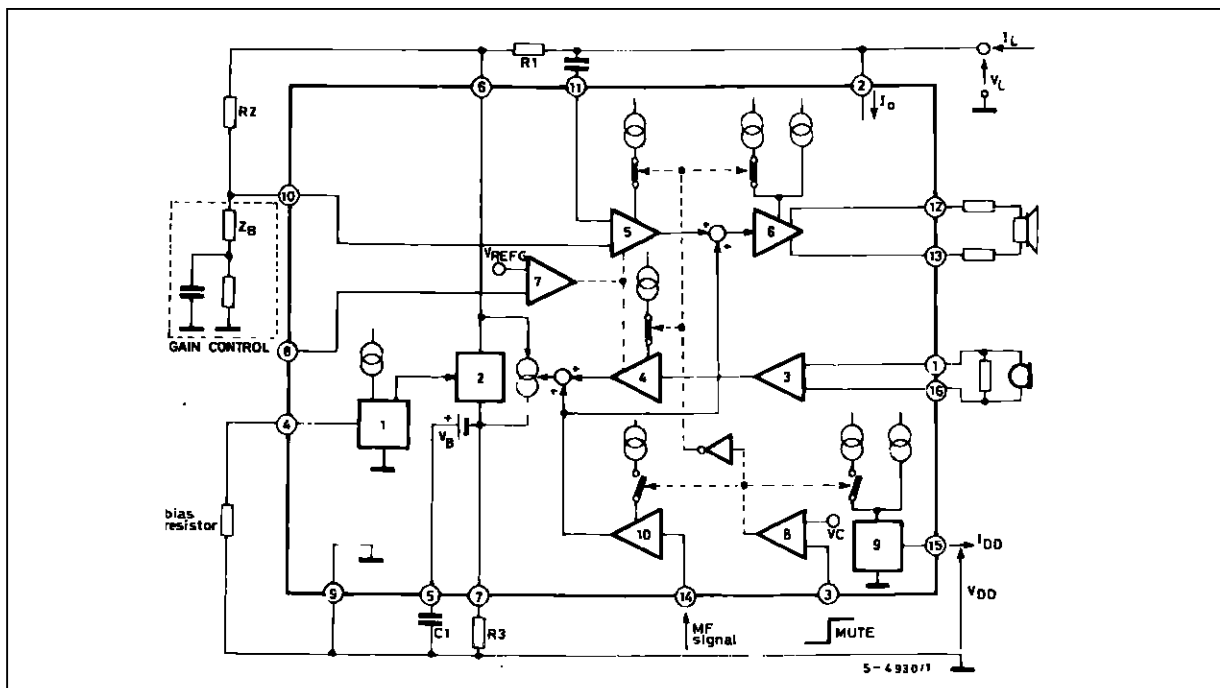 R1
IL
6
11
2
VL
Io
R2
10
12
5
6
ZB
VREFG
13
7
GAIN CONTROL
8
2
4
3
1
16
4
1
+
VB
bias
resistor
10
8
VC
9
15
IDD
VDD
9
5
7
14
3
C1
R3
MF
signal
MUTE
5-4930/1